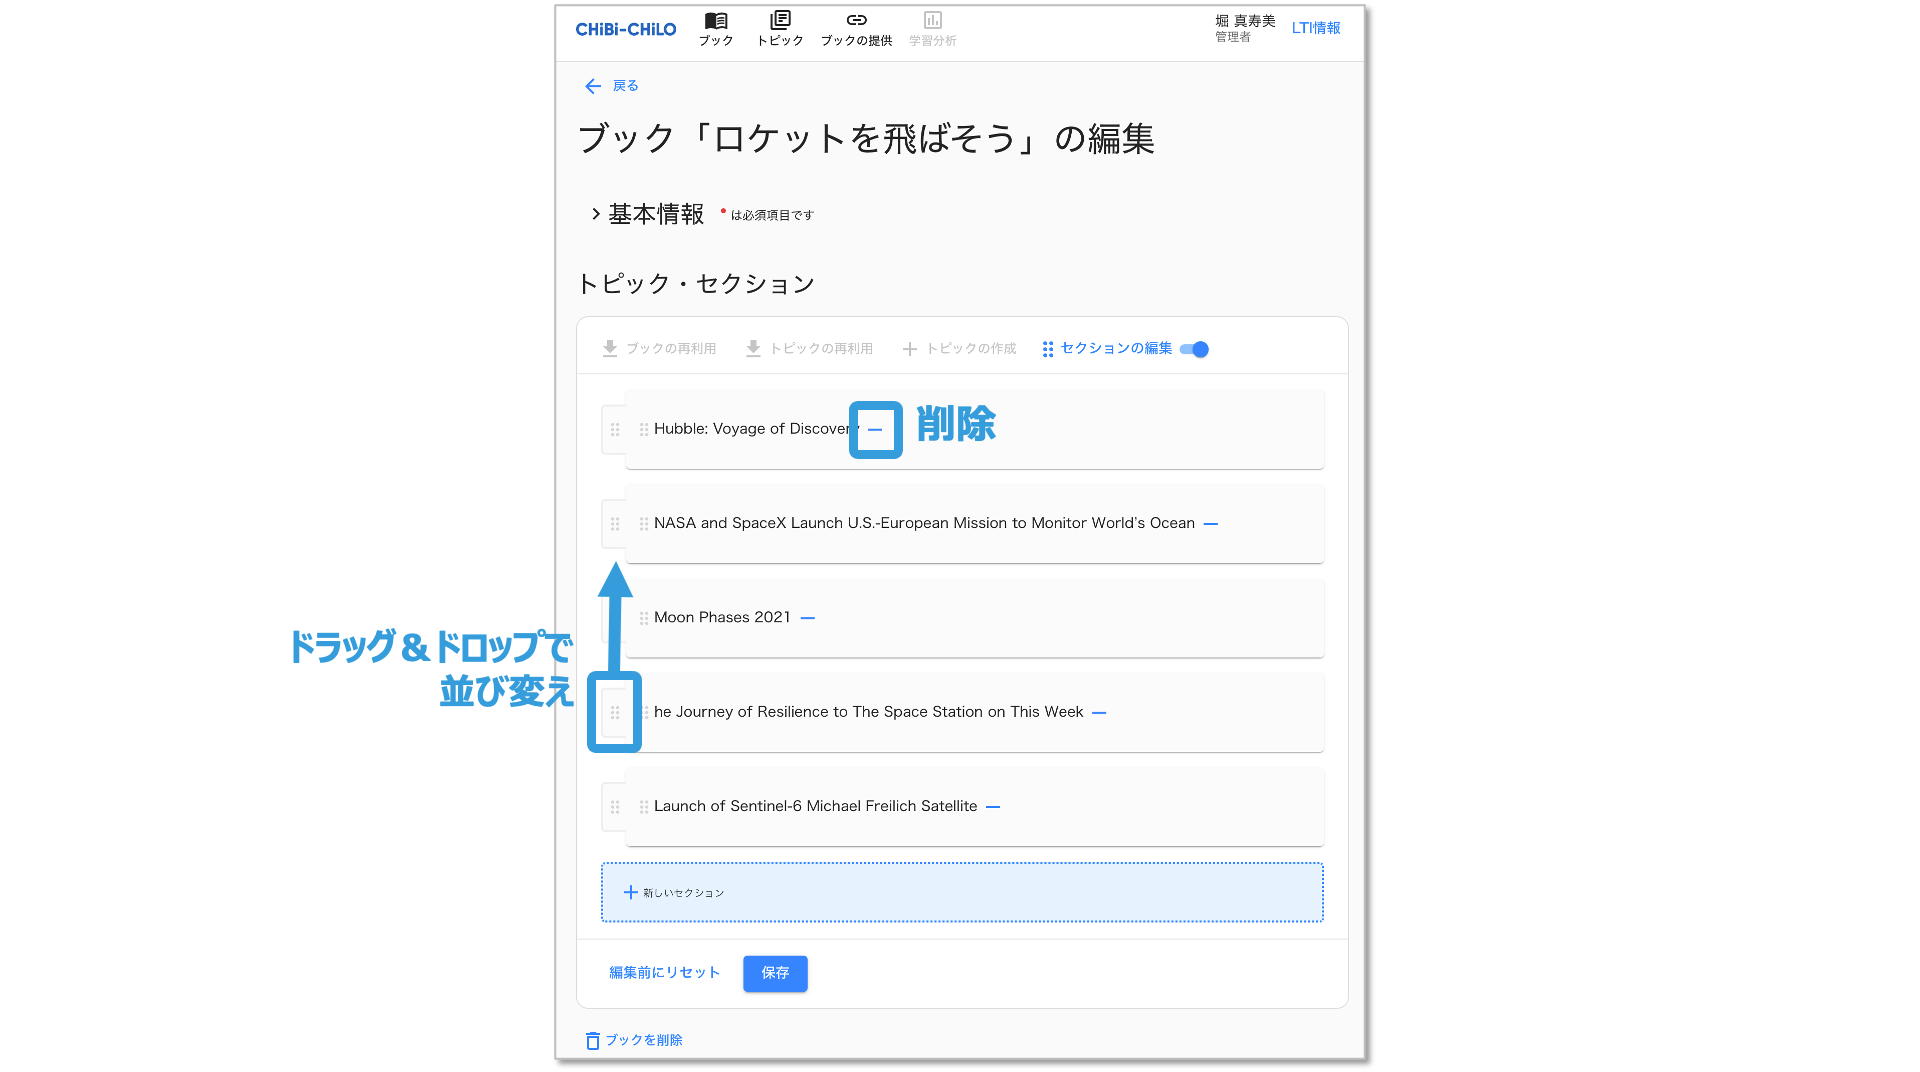 CHiBi-CHiLO
ブック
トピック
ブックの提供
学習分析
堀 真寿美
管理者
LTI情報
戻る
ブック「ロケットを飛ばそう」の編集
基本情報 * は必須項目です
トピック・セクション
ブックの再利用
トピックの再利用
トピックの作成
セクションの編集
Hubble: Voyage of Discovery
削除
NASA and SpaceX Launch U.S.-European Mission to Monitor World's Ocean
Moon Phases 2021
ドラッグ＆ドロップで
並び変え
he Journey of Resilience to The Space Station on This Week
Launch of Sentinel-6 Michael Freilich Satellite
新しいセクション
編集前にリセット
保存
ブックを削除